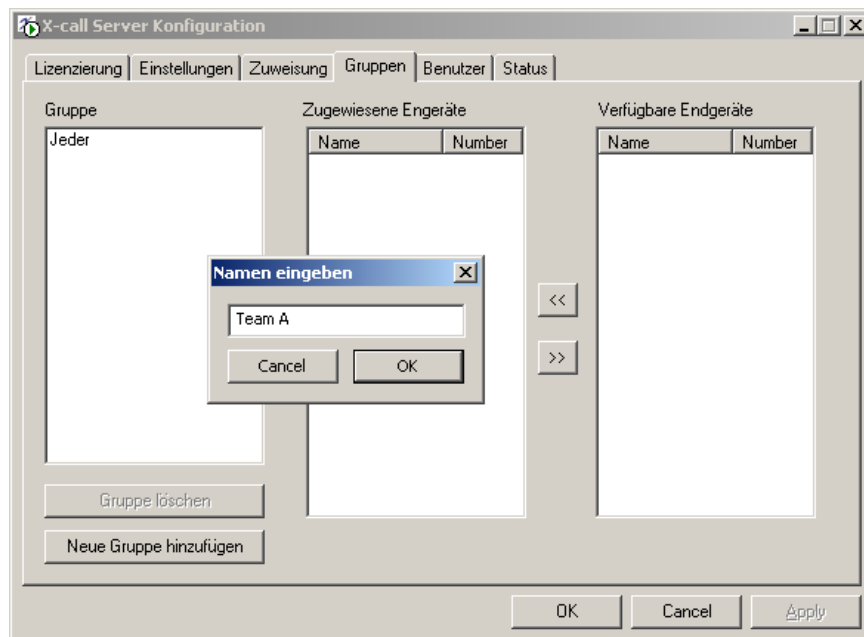 X-call Server Konfiguration
Lizenzierung Einstellungen Zuweisung Gruppen Benutzer Status
Gruppe Zugewiesene Engeräte Verfügbare Endgeräte
Jeder Name Number Name Number
Namen eingeben
Team A
<<
Cancel OK
>>
Gruppe löschen
Neue Gruppe hinzufügen
OK Cancel Apply